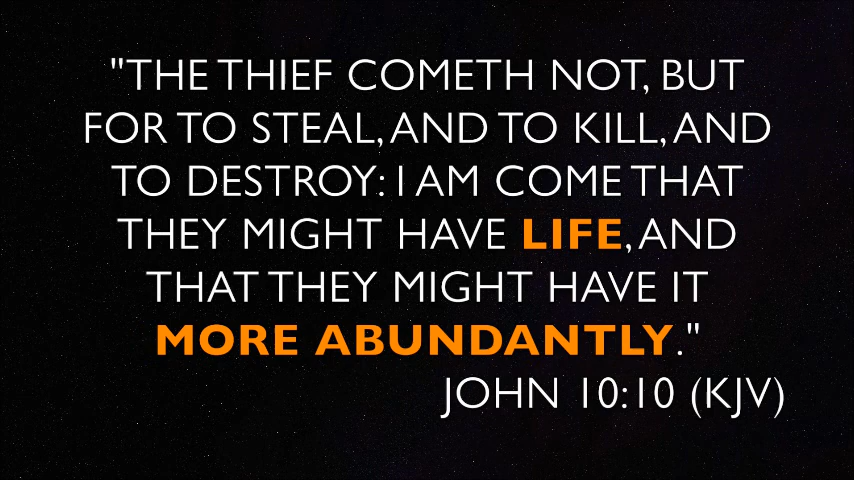 "THE THIEF COMETH NOT, BUT
FOR TO STEAL, AND TO KILL, AND
TO DESTROY: I AM COME THAT
THEY MIGHT HAVE LIFE, AND
THAT THEY MIGHT HAVE IT
MORE ABUNDANTLY."
JOHN 10:10 (KJV)